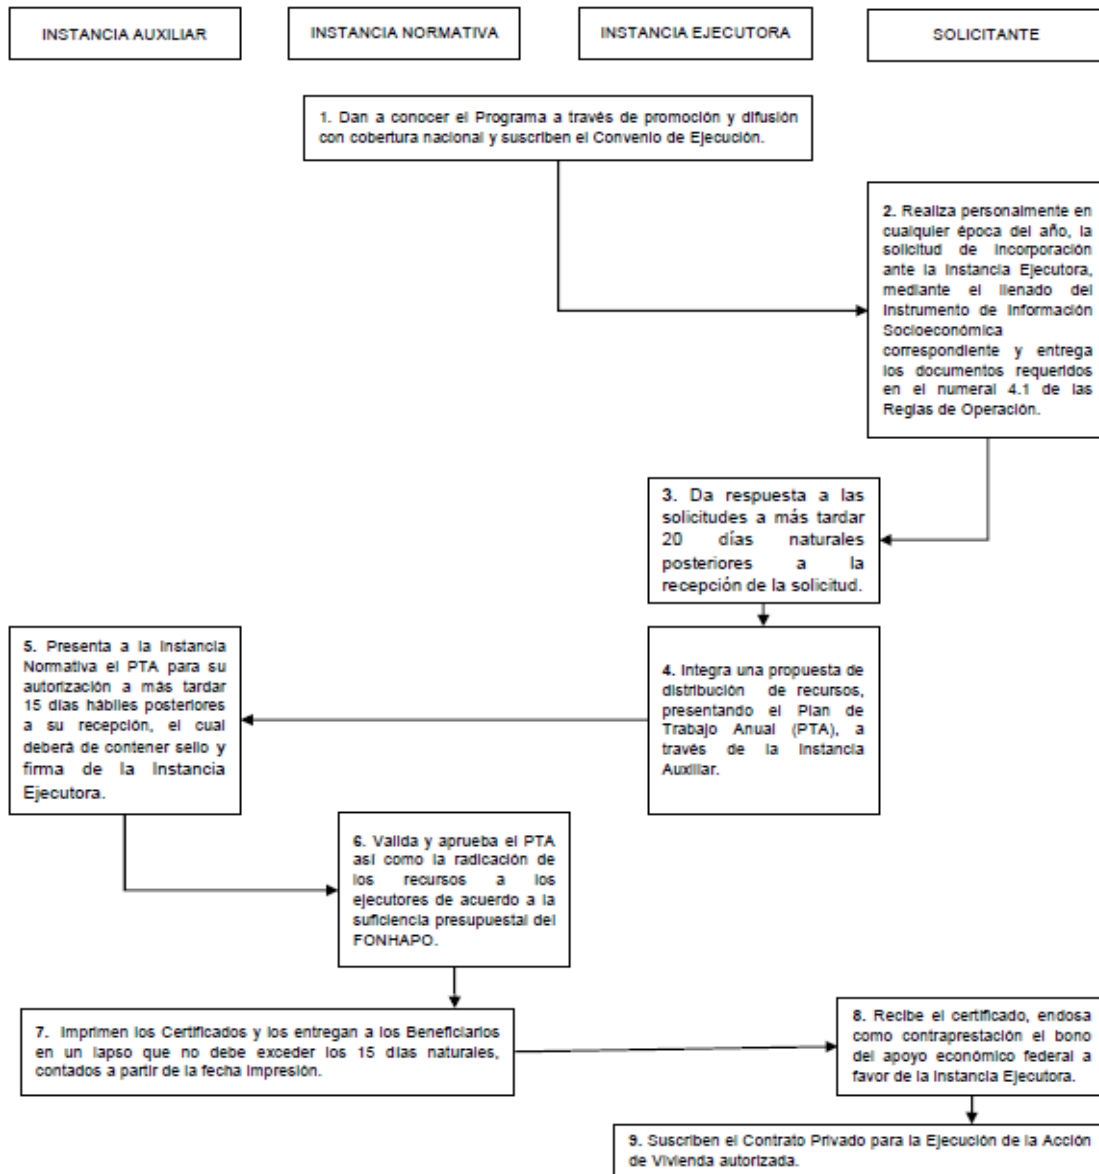 INSTANCIA AUXILIAR
INSTANCIA NORMATIVA
INSTANCIA EJECUTORA
SOLICITANTE
1. Dan a conocer el Programa a través de promoción y difusión
con cobertura nacional y suscriben el Convenio de Ejecución.
2. Realiza personalmente en
cualquier época del año, la
solicitud de incorporación
ante la Instancia Ejecutora,
mediante el llenado del
Instrumento de Información
Socioeconómica
correspondiente y entrega
los documentos requeridos
en el numeral 4.1 de las
Reglas de Operación.
3. Da respuesta a las
solicitudes a más tardar
20 días naturales
posteriores a la
recepción de la solicitud.
4. Integra una propuesta de
distribución de recursos,
presentando el Plan de
Trabajo Anual (PTA), a
través de la Instancia
Auxiliar.
5. Presenta a la Instancia
Normativa el PTA para su
autorización a más tardar
15 días hábiles posteriores
a su recepción, el cual
deberá de contener sello y
firma de la Instancia
Ejecutora.
6. Valida y aprueba el PTA
así como la radicación de
los recursos a los
ejecutores de acuerdo a la
suficiencia presupuestal del
FONHAPO.
7. Imprimen los Certificados y los entregan a los Beneficiarios
en un lapso que no debe exceder los 15 días naturales,
contados a partir de la fecha impresión.
8. Recibe el certificado, endosa
como contraprestación el bono
del apoyo económico federal a
favor de la Instancia Ejecutora.
9. Suscriben el Contrato Privado para la Ejecución de la Acción
de Vivienda autorizada.